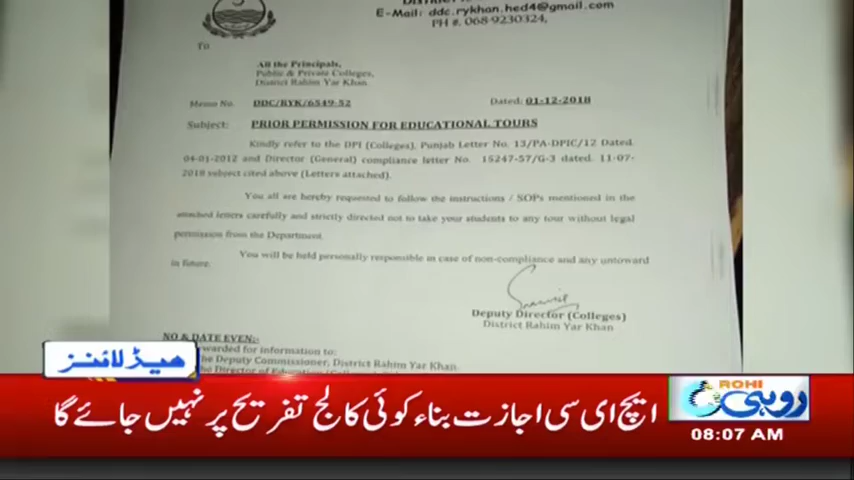 E-Mail: ddc.rykhan.hed4@gmail.com
PH #. 068-9230324,
To
All the Principals,
Public & Private Colleges,
District Rahim Yar Khan.
Memo No. DDC/RYK/6549-52 Dated: 01-12-2018
Subject: PRIOR PERMISSION FOR EDUCATIONAL TOURS
Kindly refer to the DPI (Colleges), Punjab Letter No. 13/PA-DPIC/12 Dated.
04-01-2012 and Director (General) compliance letter No. 15247-57/G-3 dated. 11-07-
2018 subject cited above (Letters attached).
You all are hereby requested to follow the instructions / SOPs mentioned in the
attached letters carefully and strictly directed not to take your students to any tour without legal
permission from the Department.
You will be held personally responsible in case of non-compliance and any untoward
in future.
Deputy Director (Colleges)
District Rahim Yar Khan
NO & DATE EVEN:-
warded for information to:
The Deputy Commissioner, District Rahim Yar Khan.
The Director of Education
ہیڈلائنز
ایچ ای سی اجازت بناء کوئی کالج تفریح پر نہیں جائے گا
ROHI
روہی
08:07 AM